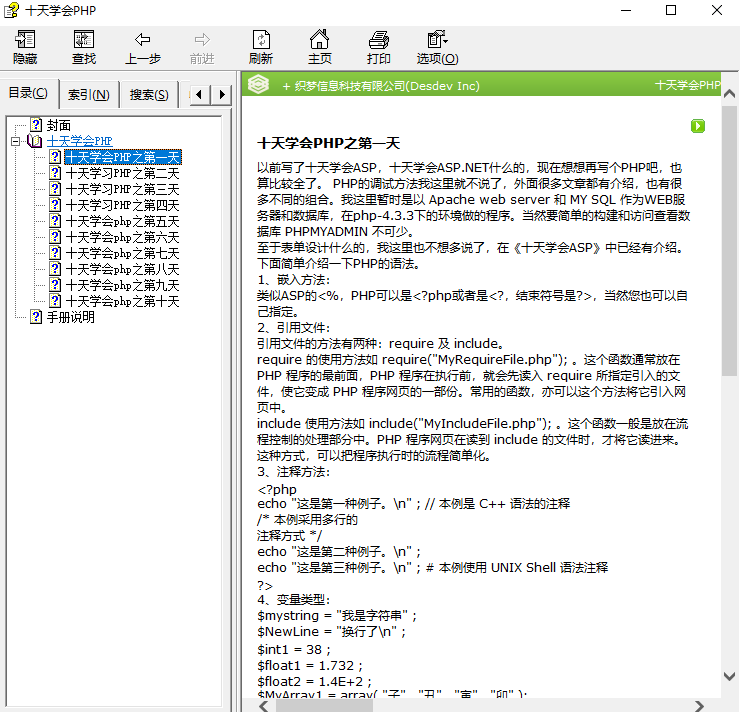 十天学会PHP
隐藏
查找
上一步
前进
刷新
主页
打印
选项(O)
目录(C)
索引(N)
搜索(S)
封面
十天学会PHP
十天学会PHP之第一天
十天学习PHP之第二天
十天学习PHP之第三天
十天学习PHP之第四天
十天学会php之第五天
十天学会php之第六天
十天学会php之第七天
十天学会php之第八天
十天学会php之第九天
十天学会php之第十天
手册说明
+ 织梦信息科技有限公司(Desdev Inc)
十天学会PHP
十天学会PHP之第一天
以前写了十天学会ASP，十天学会ASP.NET什么的，现在想想再写个PHP吧，也
算比较全了。 PHP的调试方法我这里就不说了，外面很多文章都有介绍，也有很
多不同的组合。我这里暂时是以 Apache web server 和 MY SQL 作为WEB服
务器和数据库，在php-4.3.3下的环境做的程序。当然要简单的构建和访问查看数
据库 PHPMYADMIN 不可少。
至于表单设计什么的，我这里也不想多说了，在《十天学会ASP》中已经有介绍。
下面简单介绍一下PHP的语法。
1、嵌入方法：
类似ASP的<%，PHP可以是<?php或者是<?，结束符号是?>，当然您也可以自
己指定。
2、引用文件：
引用文件的方法有两种：require 及 include。
require 的使用方法如 require("MyRequireFile.php"); 。这个函数通常放在
PHP 程序的最前面，PHP 程序在执行前，就会先读入 require 所指定引入的文
件，使它变成 PHP 程序网页的一部份。常用的函数，亦可以这个方法将它引入网
页中。
include 使用方法如 include("MyIncludeFile.php"); 。这个函数一般是放在流
程控制的处理部分中。PHP 程序网页在读到 include 的文件时，才将它读进来。
这种方式，可以把程序执行时的流程简单化。
3、注释方法：
<?php
echo "这是第一种例子。\n" ; // 本例是 C++ 语法的注释
/* 本例采用多行的
注释方式 */
echo "这是第二种例子。\n" ;
echo "这是第三种例子。\n" ; # 本例使用 UNIX Shell 语法注释
?>
4、变量类型：
$mystring = "我是字符串" ;
$NewLine = "换行了\n" ;
$int1 = 38 ;
$float1 = 1.732 ;
$float2 = 1.4E+2 ;
$MyArray1 = array( "子" , "丑" , "寅" , "卯" );